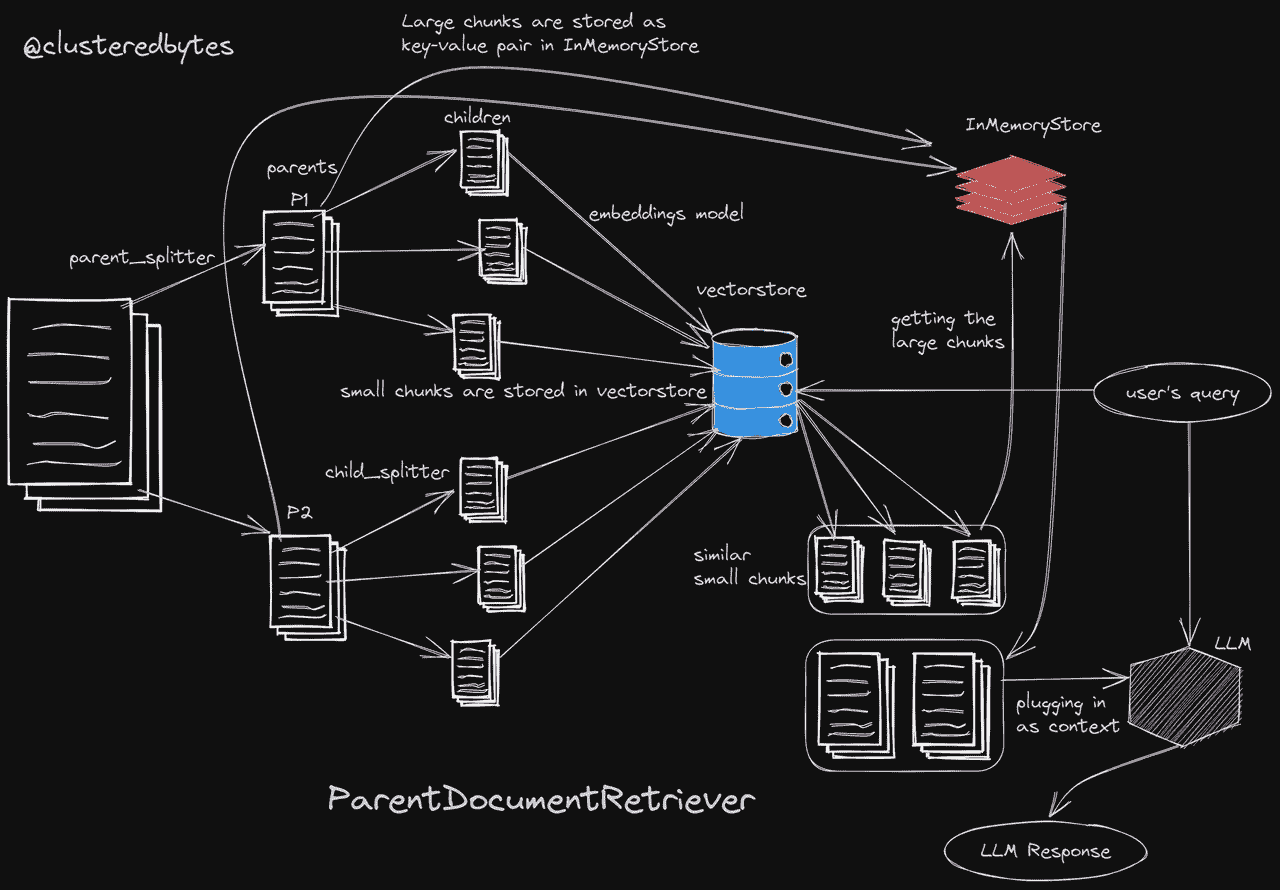 @clusteredbytes
Large chunks are stored as
key-value pair in InMemoryStore
children
InMemoryStore
parents
P1
embeddings model
parent_splitter
vectorstore
getting the
large chunks
small chunks are stored in vectorstore
user's query
child_splitter
P2
similar
small chunks
LLM
plugging in
as context
ParentDocumentRetriever
LLM Response